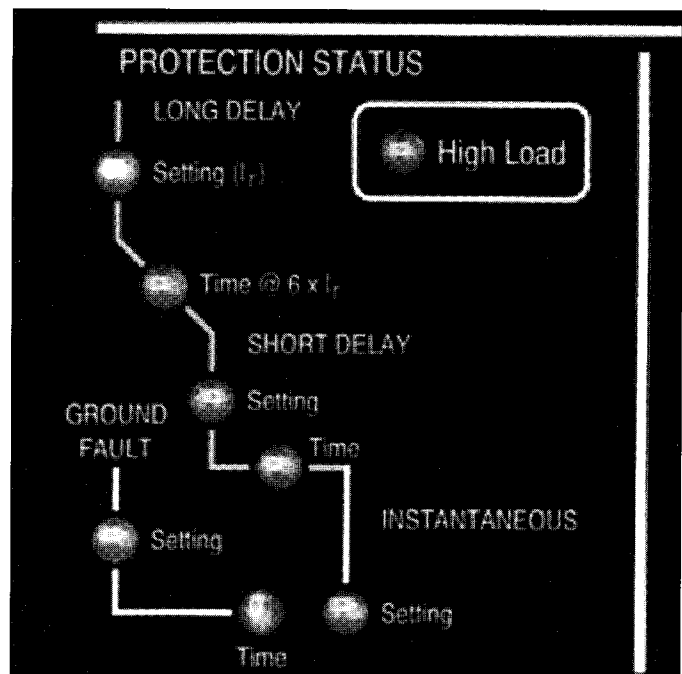 PROTECTION STATUS
LONG DELAY
High Load
Setting (Ir)
Time @ 6 x Ir
SHORT DELAY
Setting
GROUND
FAULT
Time
INSTANTANEOUS
Setting
Setting
Time